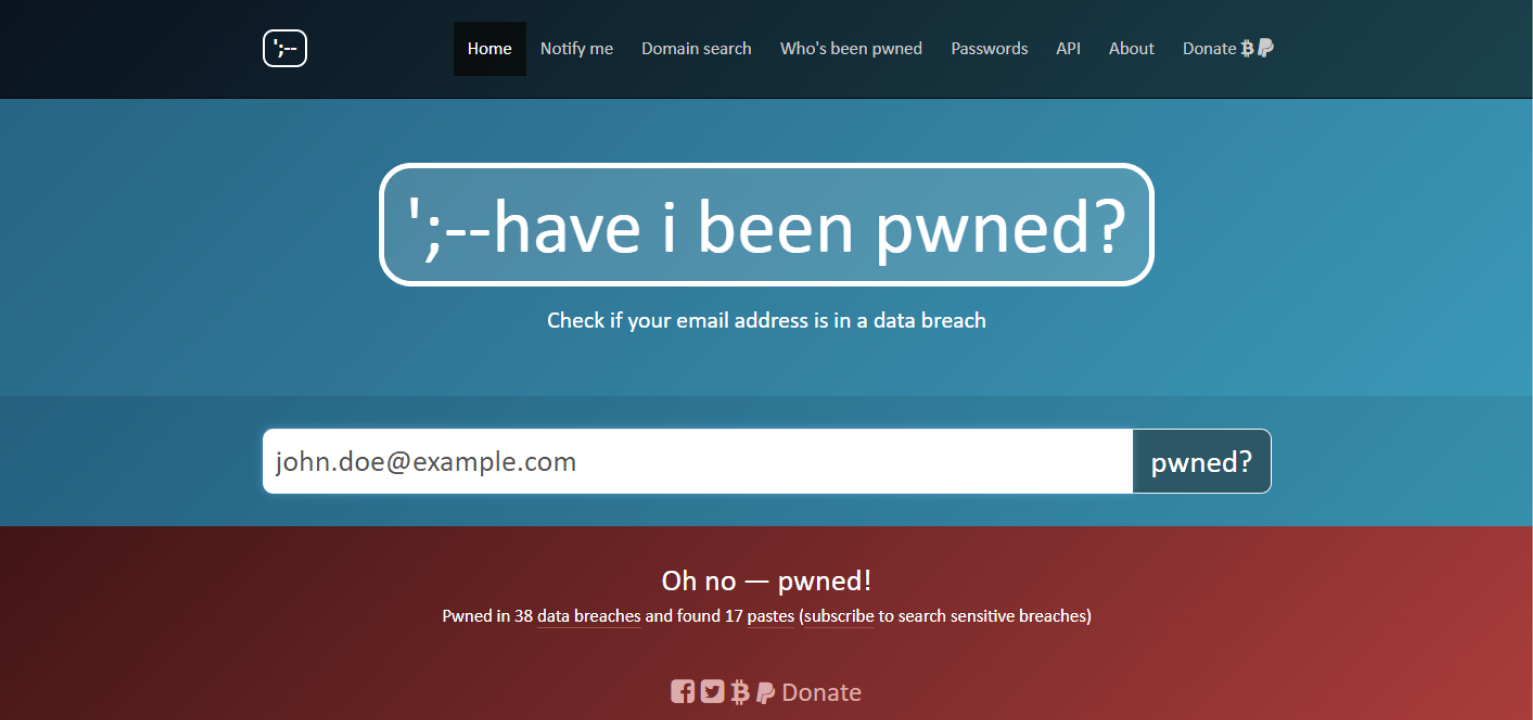 ';--
Home Notify me Domain search Who's been pwned Passwords API About Donate
';--have i been pwned?
Check if your email address is in a data breach
john.doe@example.com pwned?
Oh no — pwned!
Pwned in 38 data breaches and found 17 pastes (subscribe to search sensitive breaches)
Donate